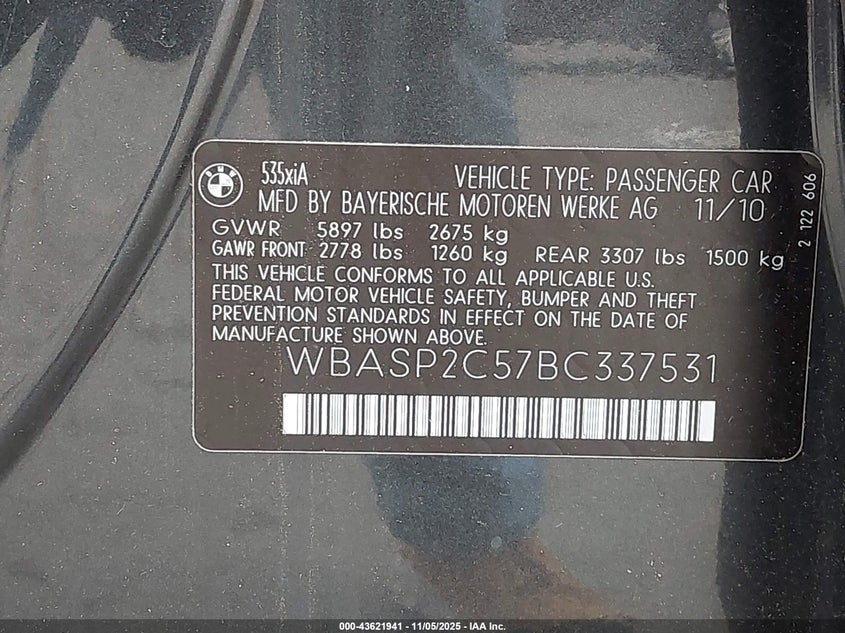 BMW
535xiA
VEHICLE TYPE: PASSENGER CAR
MFD BY BAYERISCHE MOTOREN WERKE AG 11/10
GVWR 5897 lbs 2675 kg
GAWR FRONT 2778 lbs 1260 kg REAR 3307 lbs 1500 kg
THIS VEHICLE CONFORMS TO ALL APPLICABLE U.S.
FEDERAL MOTOR VEHICLE SAFETY, BUMPER AND THEFT
PREVENTION STANDARDS IN EFFECT ON THE DATE OF
MANUFACTURE SHOWN ABOVE.
WBASP2C57BC337531
2 122 606
000-43621941 - 11/05/2025 - IAA Inc.